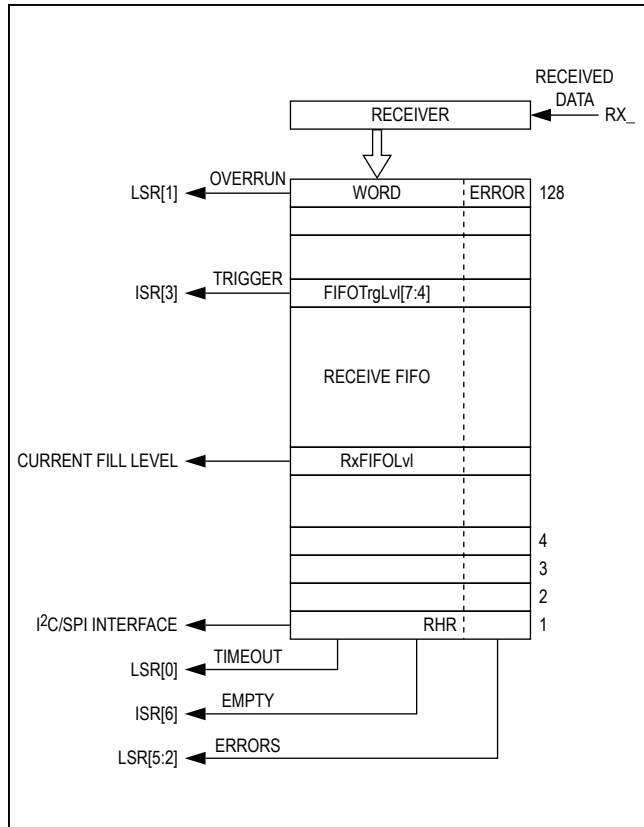 RECEIVED
DATA
RECEIVER
RX_
OVERRUN
LSR[1]
WORD
ERROR
128
TRIGGER
ISR[3]
FIFOTrgLvl[7:4]
RECEIVE FIFO
CURRENT FILL LEVEL
RxFIFOLvl
4
3
2
I²C/SPI INTERFACE
RHR
1
TIMEOUT
LSR[0]
EMPTY
ISR[6]
ERRORS
LSR[5:2]